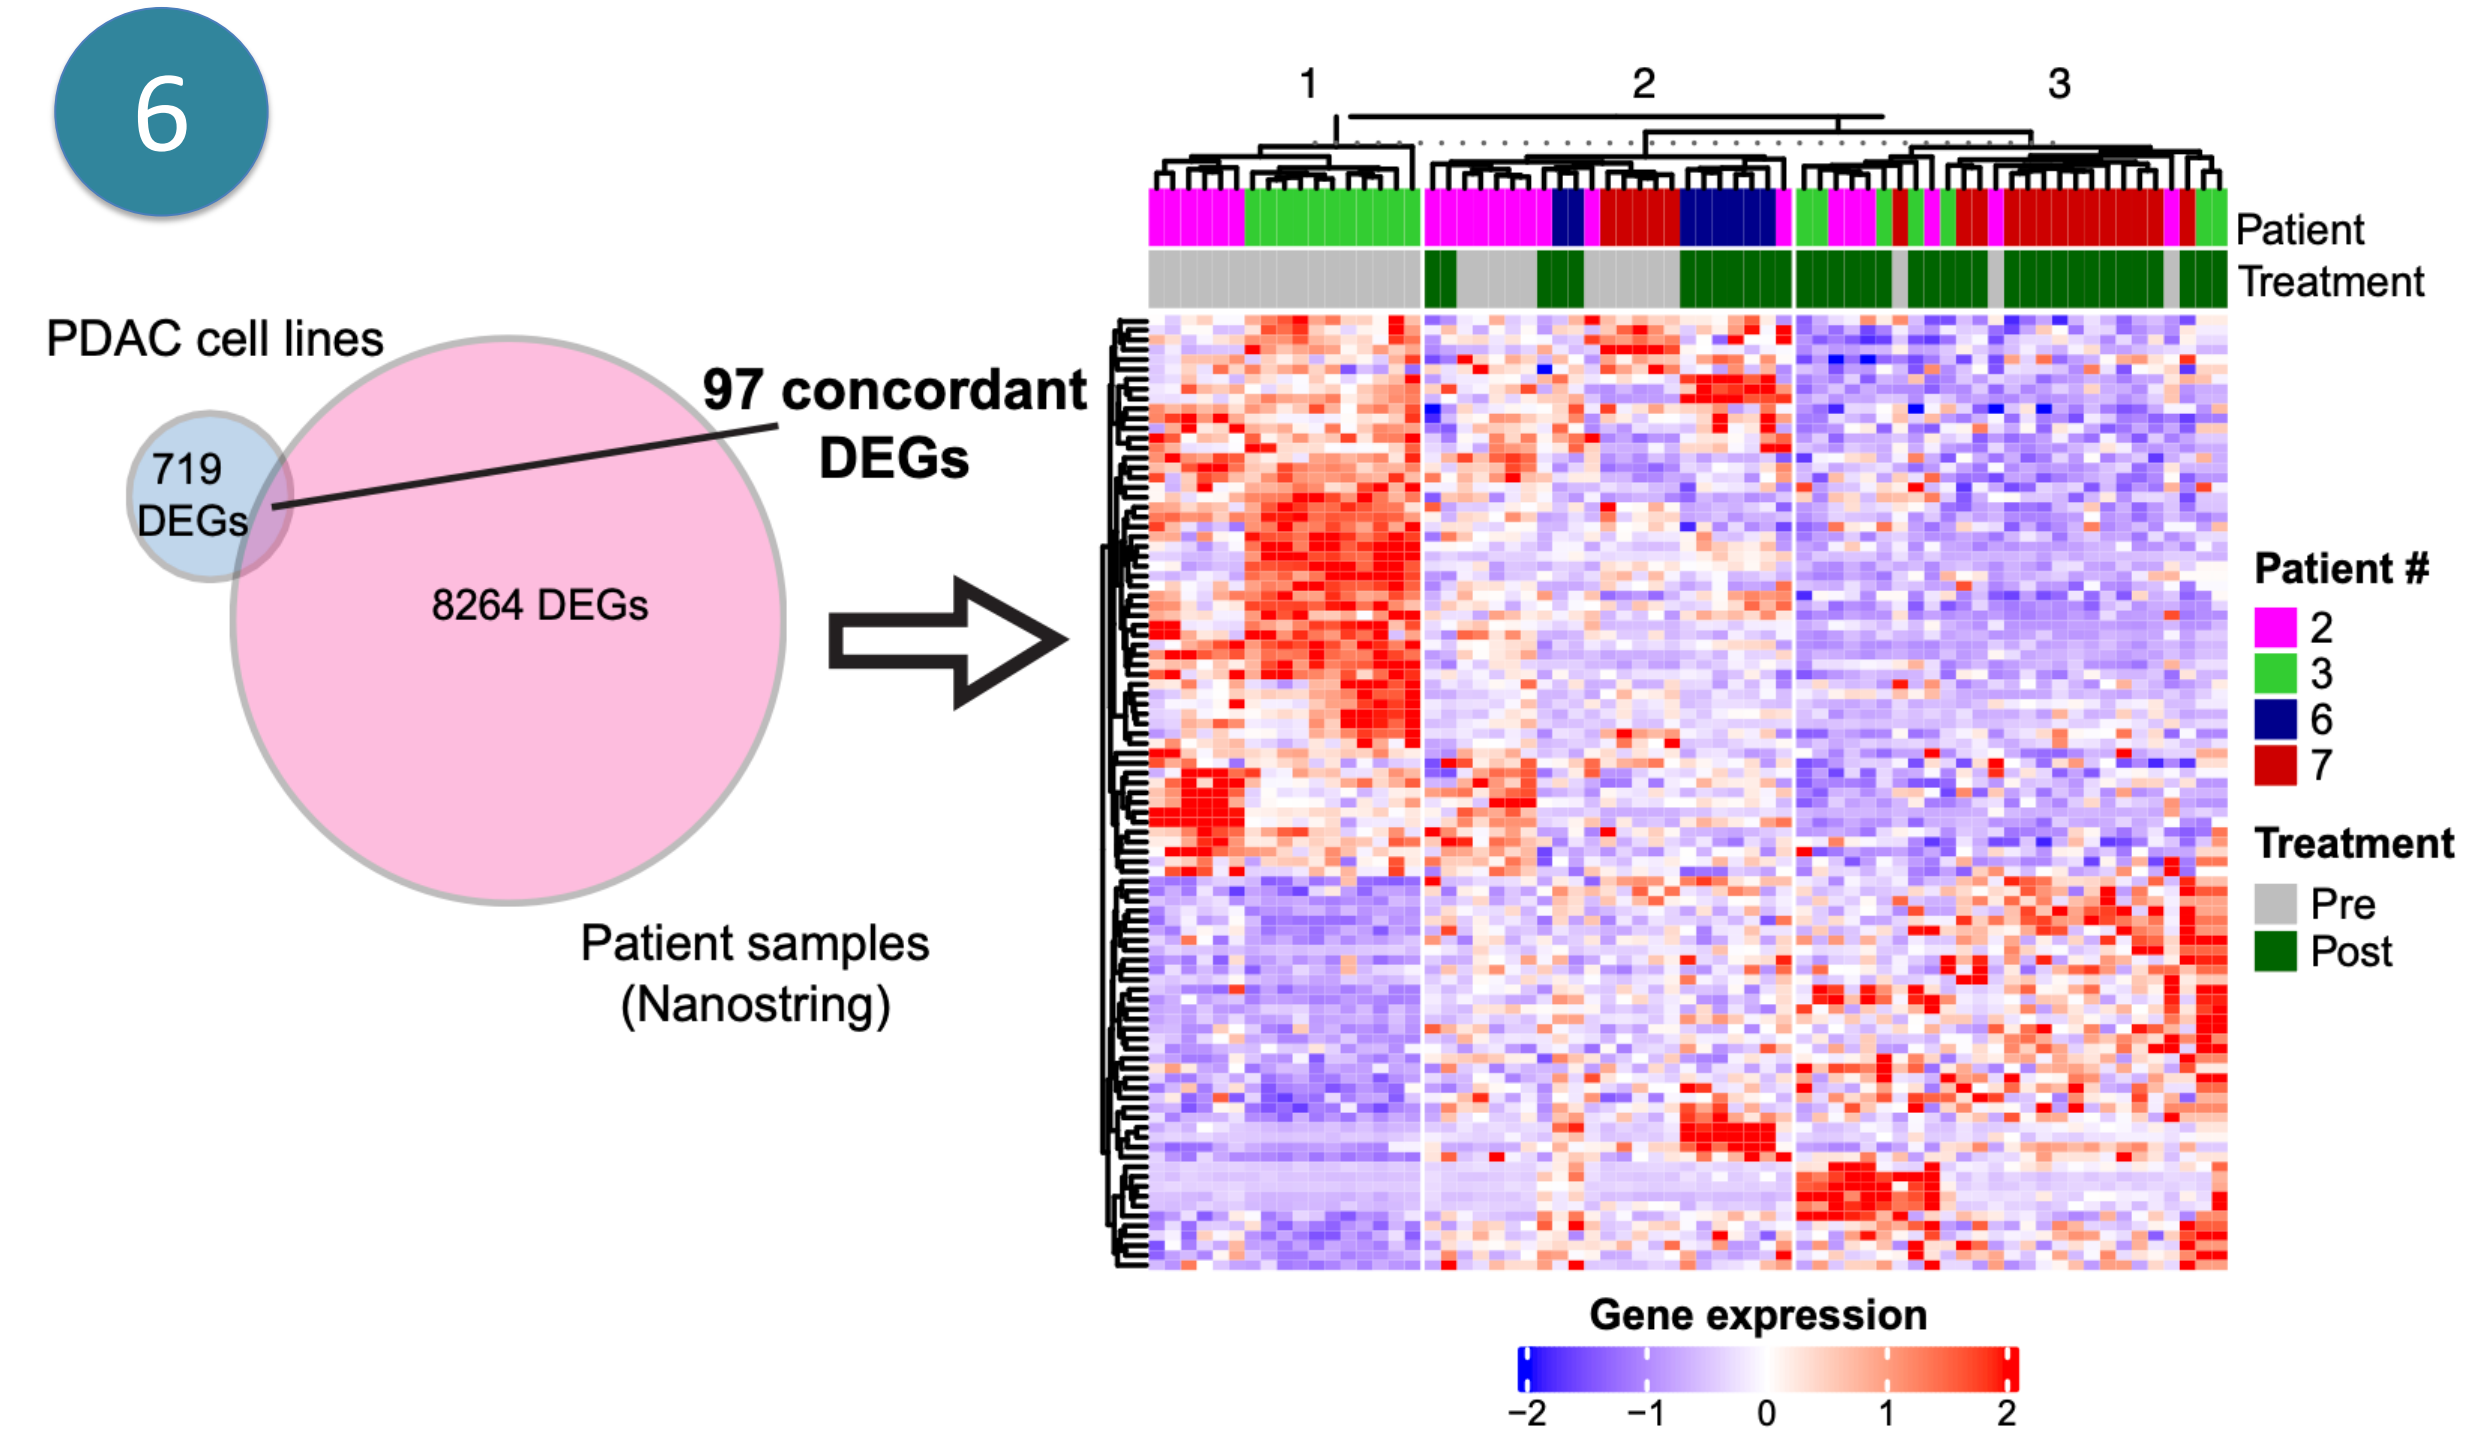 6
PDAC cell lines
719
DEGs
97 concordant
DEGs
8264 DEGs
Patient samples
(Nanostring)
1 2 3
Patient
Treatment
Patient #
2
3
6
7
Treatment
Pre
Post
Gene expression
−2 −1 0 1 2